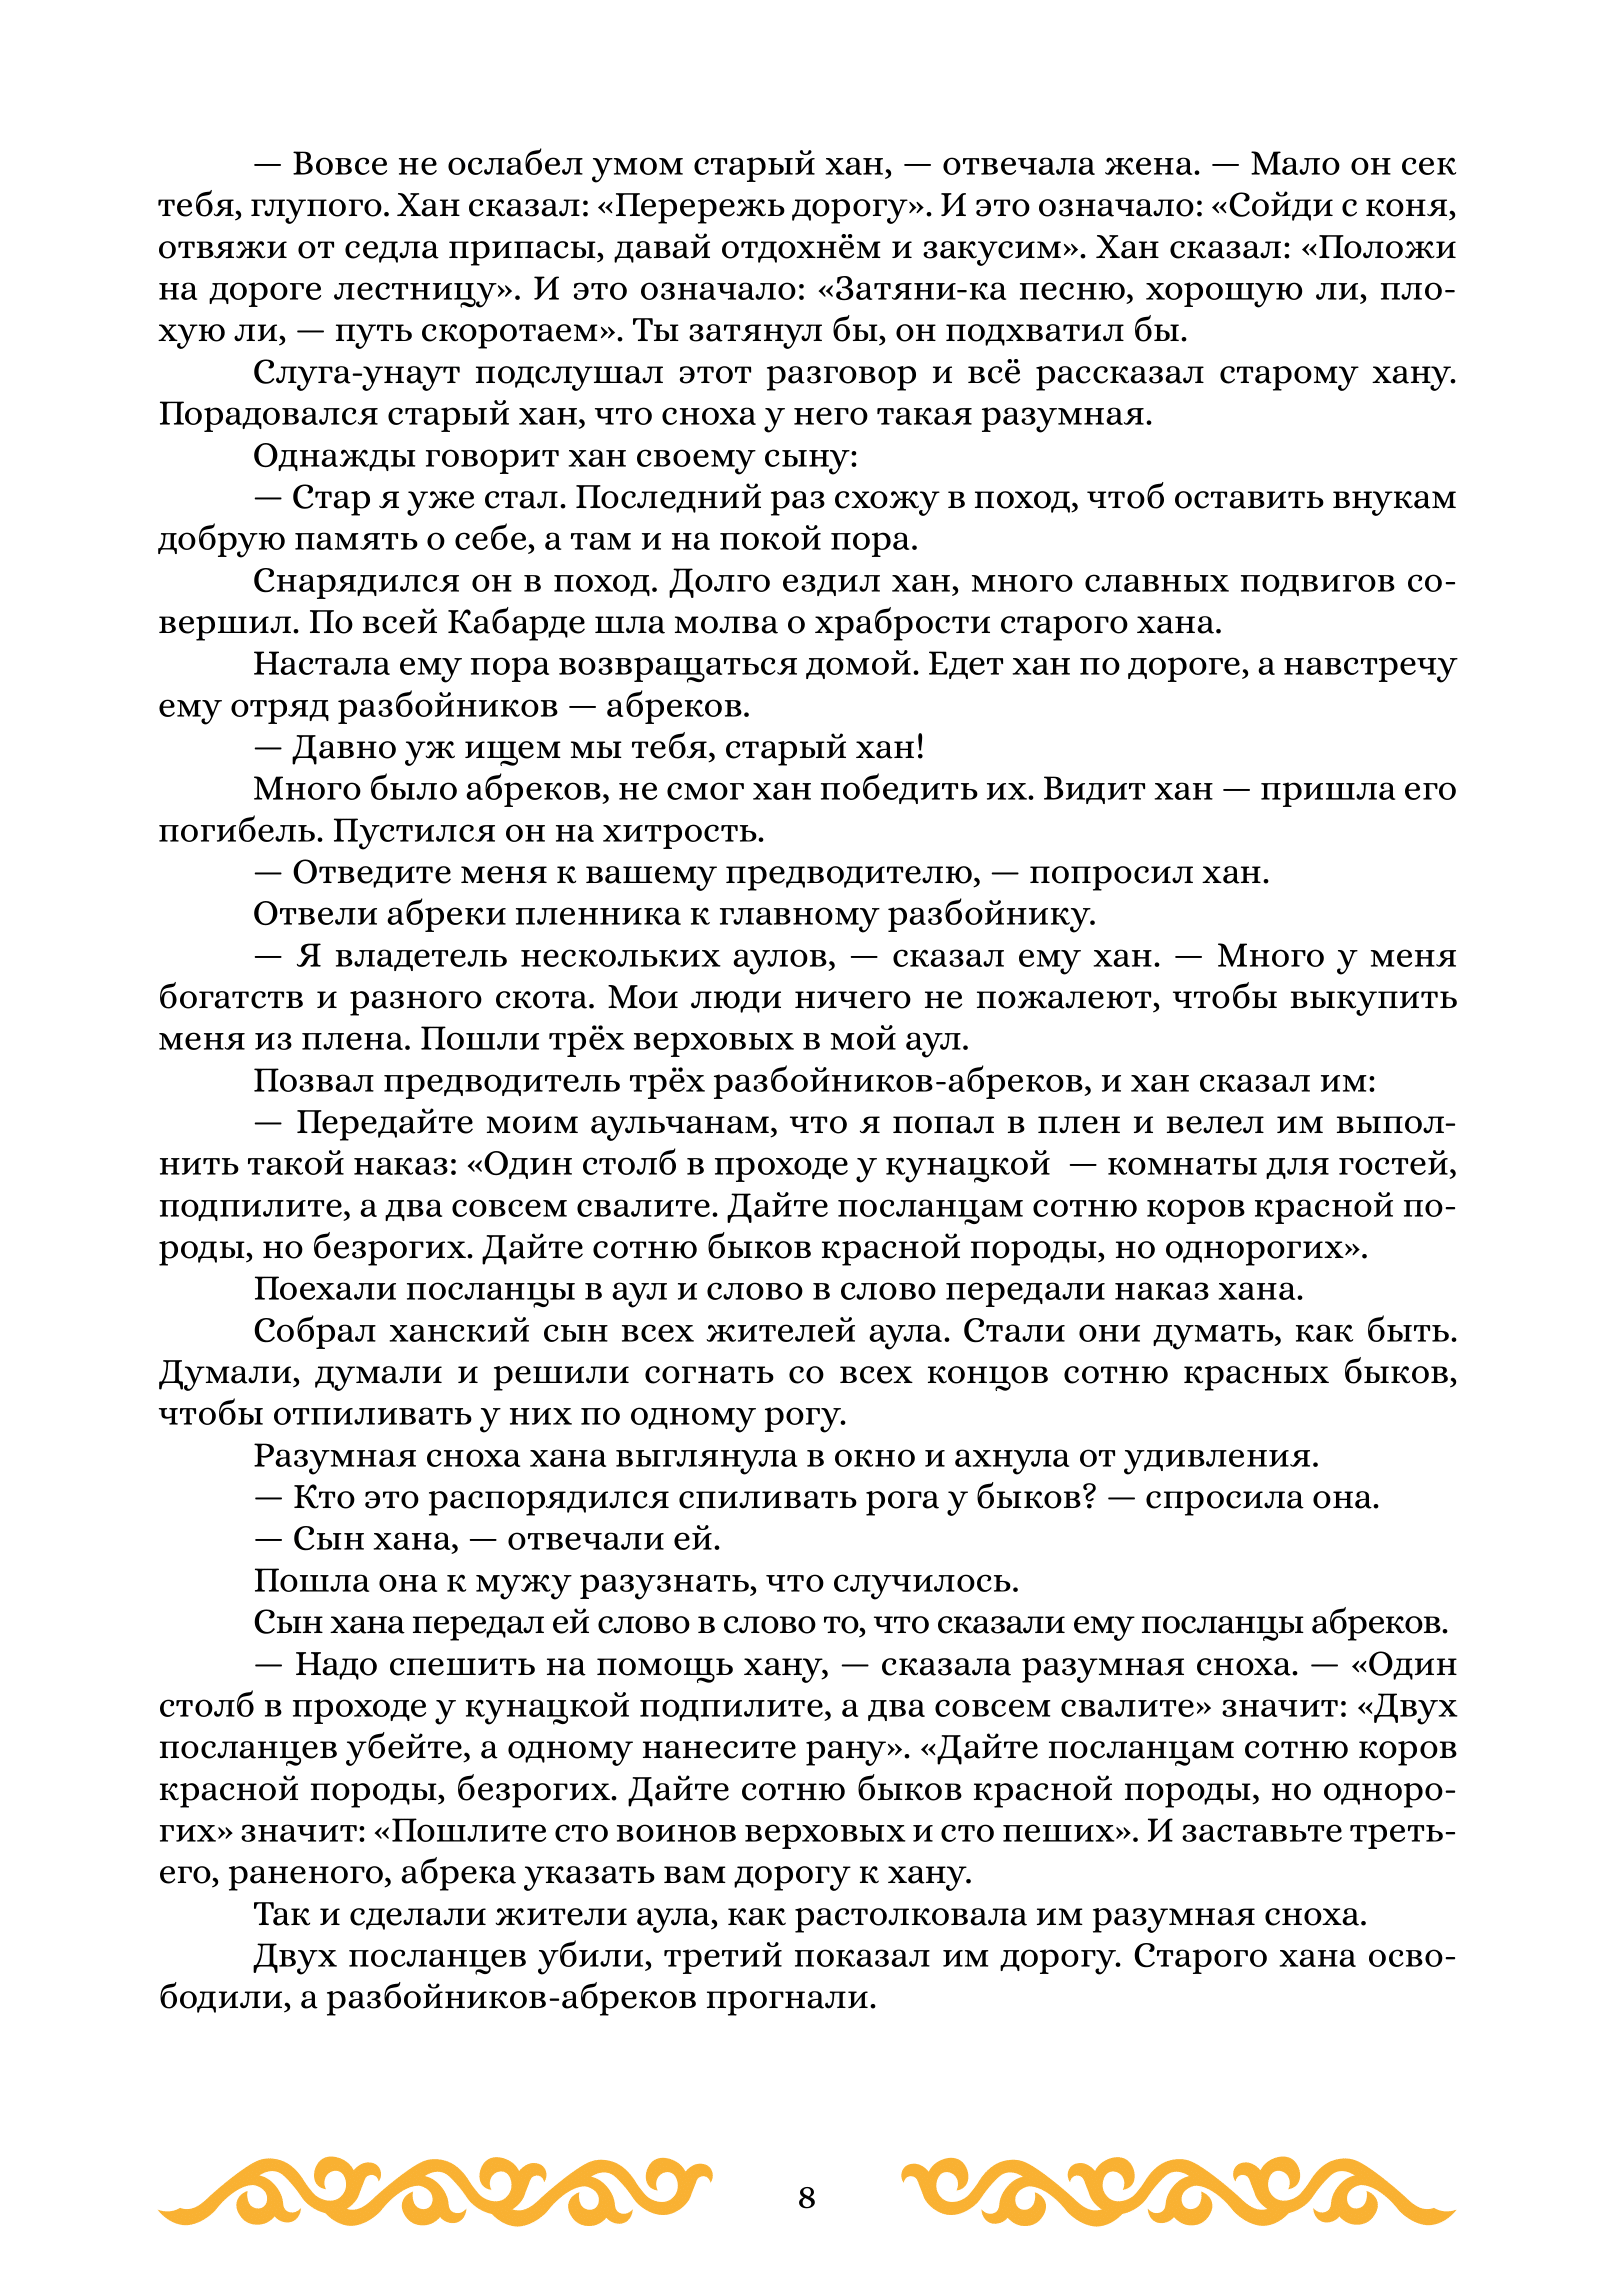 — Вовсе не ослабел умом старый хан, — отвечала жена. — Мало он сек
тебя, глупого. Хан сказал: «Перережь дорогу». И это означало: «Сойди с коня,
отвяжи от седла припасы, давай отдохнём и закусим». Хан сказал: «Положи
на дороге лестницу». И это означало: «Затяни-ка песню, хорошую ли, пло-
хую ли, — путь скоротаем». Ты затянул бы, он подхватил бы.
Слуга-унаут подслушал этот разговор и всё рассказал старому хану.
Порадовался старый хан, что сноха у него такая разумная.
Однажды говорит хан своему сыну:
— Стар я уже стал. Последний раз схожу в поход, чтоб оставить внукам
добрую память о себе, а там и на покой пора.
Снарядился он в поход. Долго ездил хан, много славных подвигов со-
вершил. По всей Кабарде шла молва о храбрости старого хана.
Настала ему пора возвращаться домой. Едет хан по дороге, а навстречу
ему отряд разбойников — абреков.
— Давно уж ищем мы тебя, старый хан!
Много было абреков, не смог хан победить их. Видит хан — пришла его
погибель. Пустился он на хитрость.
— Отведите меня к вашему предводителю, — попросил хан.
Отвели абреки пленника к главному разбойнику.
— Я владетель нескольких аулов, — сказал ему хан. — Много у меня
богатств и разного скота. Мои люди ничего не пожалеют, чтобы выкупить
меня из плена. Пошли трёх верховых в мой аул.
Позвал предводитель трёх разбойников-абреков, и хан сказал им:
— Передайте моим аульчанам, что я попал в плен и велел им выпол-
нить такой наказ: «Один столб в проходе у кунацкой — комнаты для гостей,
подпилите, а два совсем свалите. Дайте посланцам сотню коров красной по-
роды, но безрогих. Дайте сотню быков красной породы, но однорогих».
Поехали посланцы в аул и слово в слово передали наказ хана.
Собрал ханский сын всех жителей аула. Стали они думать, как быть.
Думали, думали и решили согнать со всех концов сотню красных быков,
чтобы отпиливать у них по одному рогу.
Разумная сноха хана выглянула в окно и ахнула от удивления.
— Кто это распорядился спиливать рога у быков? — спросила она.
— Сын хана, — отвечали ей.
Пошла она к мужу разузнать, что случилось.
Сын хана передал ей слово в слово то, что сказали ему посланцы абреков.
— Надо спешить на помощь хану, — сказала разумная сноха. — «Один
столб в проходе у кунацкой подпилите, а два совсем свалите» значит: «Двух
посланцев убейте, а одному нанесите рану». «Дайте посланцам сотню коров
красной породы, безрогих. Дайте сотню быков красной породы, но одноро-
гих» значит: «Пошлите сто воинов верховых и сто пеших». И заставьте треть-
его, раненого, абрека указать вам дорогу к хану.
Так и сделали жители аула, как растолковала им разумная сноха.
Двух посланцев убили, третий показал им дорогу. Старого хана осво-
бодили, а разбойников-абреков прогнали.
8